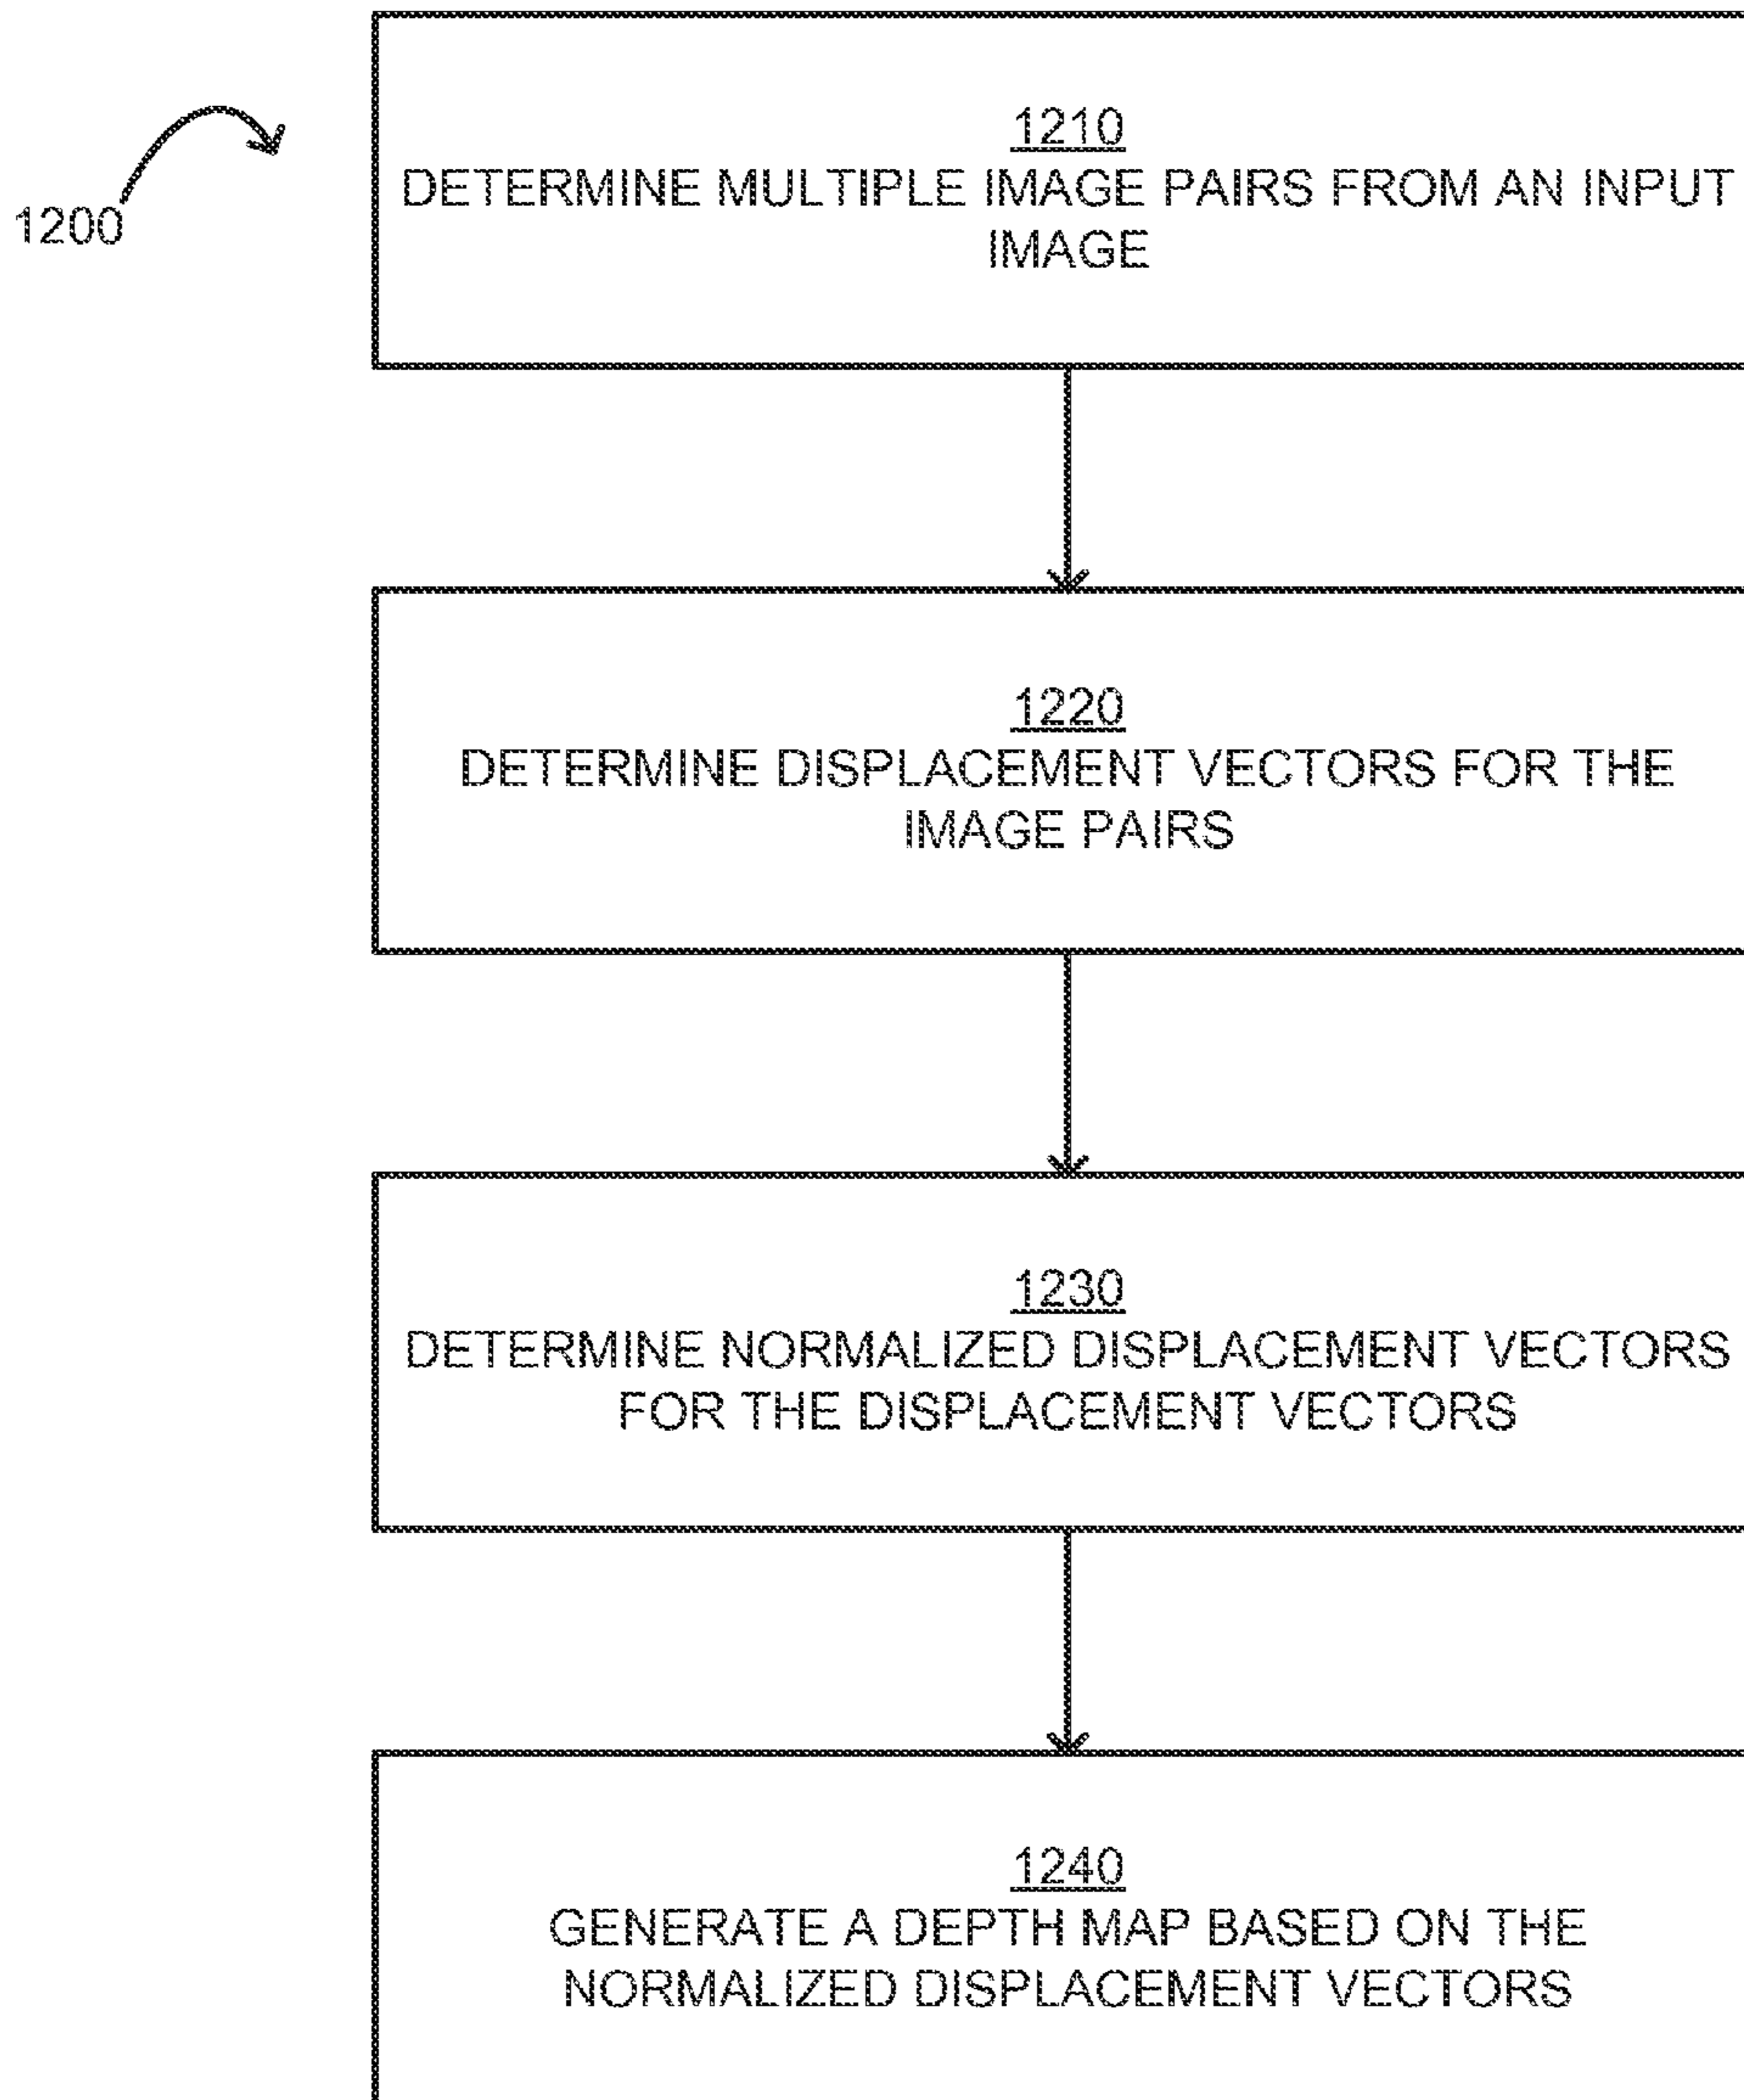 1210
DETERMINE MULTIPLE IMAGE PAIRS FROM AN INPUT
IMAGE
1200
1220
DETERMINE DISPLACEMENT VECTORS FOR THE
IMAGE PAIRS
1230
DETERMINE NORMALIZED DISPLACEMENT VECTORS
FOR THE DISPLACEMENT VECTORS
1240
GENERATE A DEPTH MAP BASED ON THE
NORMALIZED DISPLACEMENT VECTORS